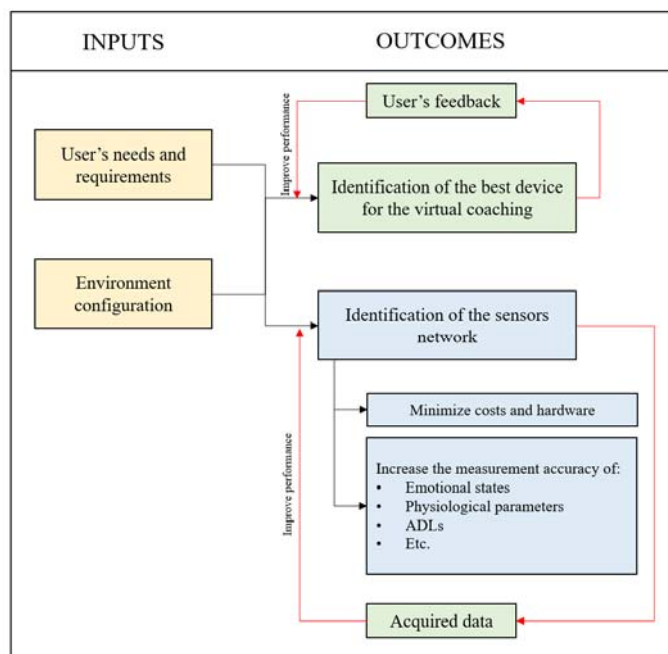 INPUTS
OUTCOMES
User's feedback
Improve performance
User's needs and
requirements
Identification of the best device
for the virtual coaching
Environment
configuration
Identification of the sensors
network
Minimize costs and hardware
Improve performance
Increase the measurement accuracy of:
• Emotional states
• Physiological parameters
• ADLs
• Etc.
Acquired data